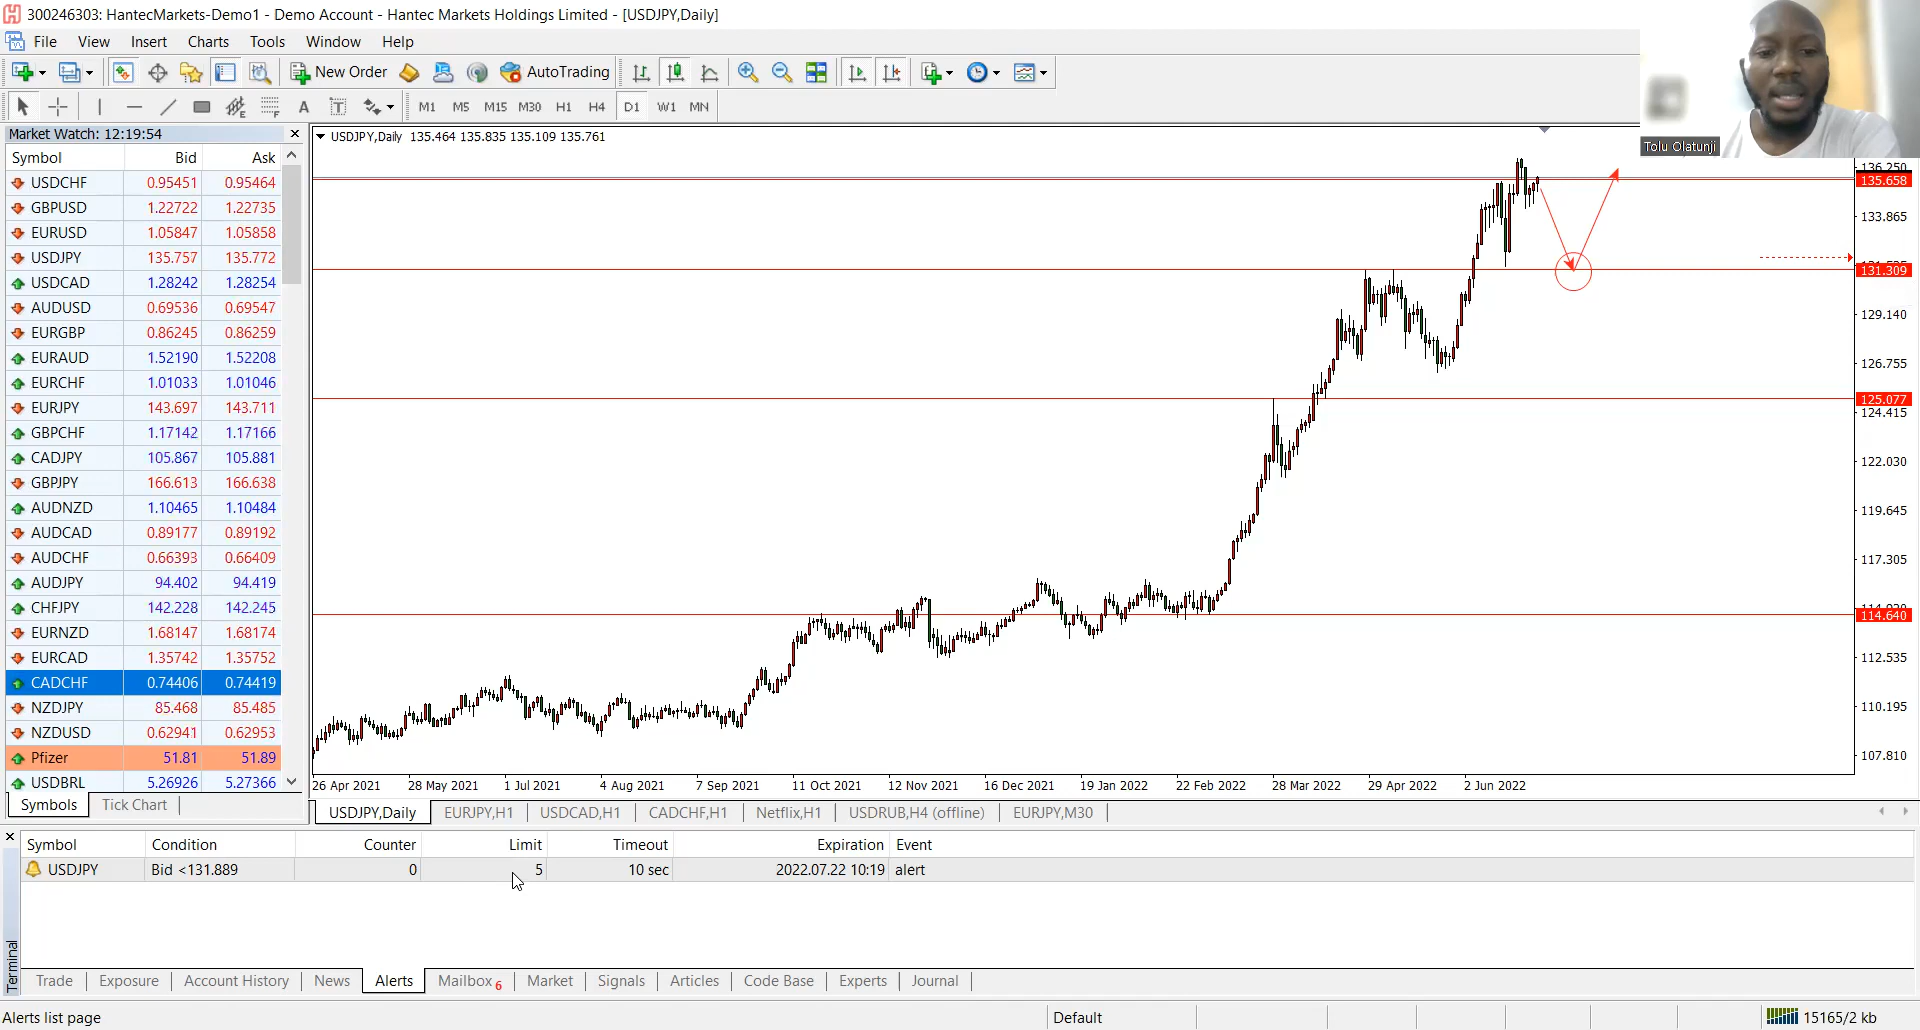 300246303: HantecMarkets-Demo1 - Demo Account - Hantec Markets Holdings Limited - [USDJPY,Daily]
File View Insert Charts Tools Window Help
New Order AutoTrading
A T M1 M5 M15 M30 H1 H4 D1 W1 MN
Tolu Olatunji
Market Watch: 12:19:54
Symbol Bid Ask
USDCHF 0.95451 0.95464
GBPUSD 1.22722 1.22735
EURUSD 1.05847 1.05858
USDJPY 135.757 135.772
USDCAD 1.28242 1.28254
AUDUSD 0.69536 0.69547
EURGBP 0.86245 0.86259
EURAUD 1.52190 1.52208
EURCHF 1.01033 1.01046
EURJPY 143.697 143.711
GBPCHF 1.17142 1.17166
CADJPY 105.867 105.881
GBPJPY 166.613 166.638
AUDNZD 1.10465 1.10484
AUDCAD 0.89177 0.89192
AUDCHF 0.66393 0.66409
AUDJPY 94.402 94.419
CHFJPY 142.228 142.245
EURNZD 1.68147 1.68174
EURCAD 1.35742 1.35752
CADCHF 0.74406 0.74419
NZDJPY 85.468 85.485
NZDUSD 0.62941 0.62953
Pfizer 51.81 51.89
USDBRL 5.26926 5.27366
Symbols Tick Chart
USDJPY,Daily 135.464 135.835 135.109 135.761
136.250
135.658
133.865
131.309
129.140
126.755
125.077
124.415
122.030
119.645
117.305
114.640
112.535
110.195
107.810
26 Apr 2021 28 May 2021 1 Jul 2021 4 Aug 2021 7 Sep 2021 11 Oct 2021 12 Nov 2021 16 Dec 2021 19 Jan 2022 22 Feb 2022 28 Mar 2022 29 Apr 2022 2 Jun 2022
USDJPY,Daily EURJPY,H1 USDCAD,H1 CADCHF,H1 Netflix,H1 USDRUB,H4 (offline) EURJPY,M30
Symbol Condition Counter Limit Timeout Expiration Event
USDJPY Bid <131.889 0 5 10 sec 2022.07.22 10:19 alert
Terminal
Trade Exposure Account History News Alerts Mailbox 6 Market Signals Articles Code Base Experts Journal
Alerts list page Default 15165/2 kb